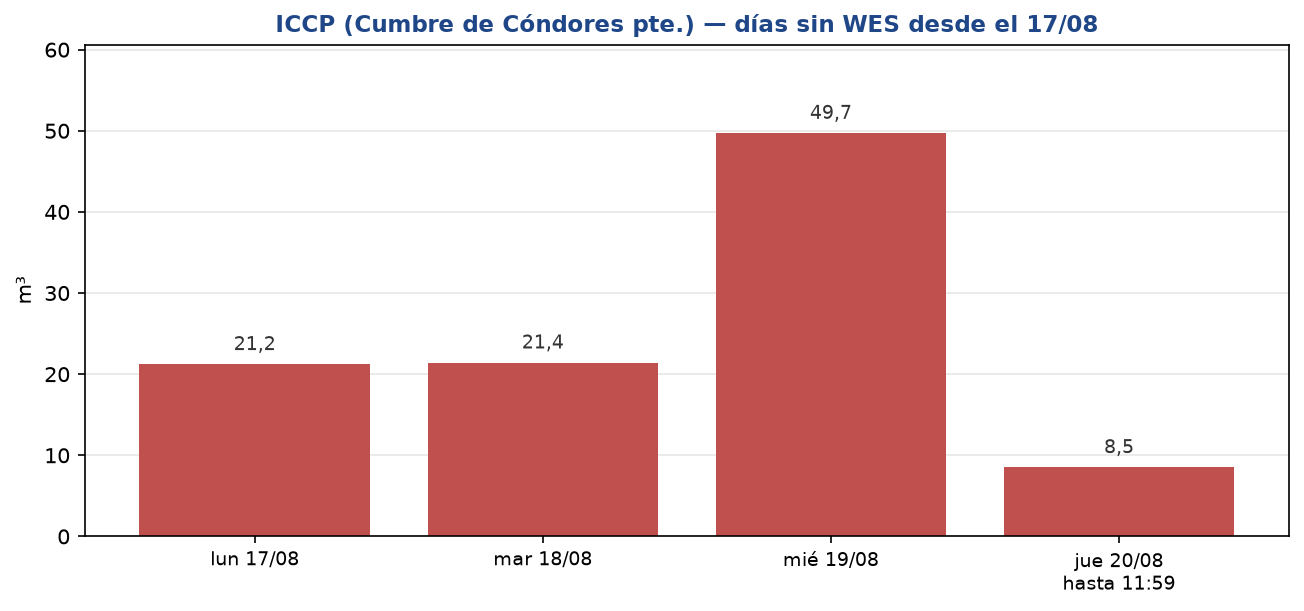 ICCP (Cumbre de Cóndores pte.) — días sin WES desde el 17/08
m³
60
50
40
30
20
10
0
21,2
21,4
49,7
8,5
lun 17/08
mar 18/08
mié 19/08
jue 20/08
hasta 11:59